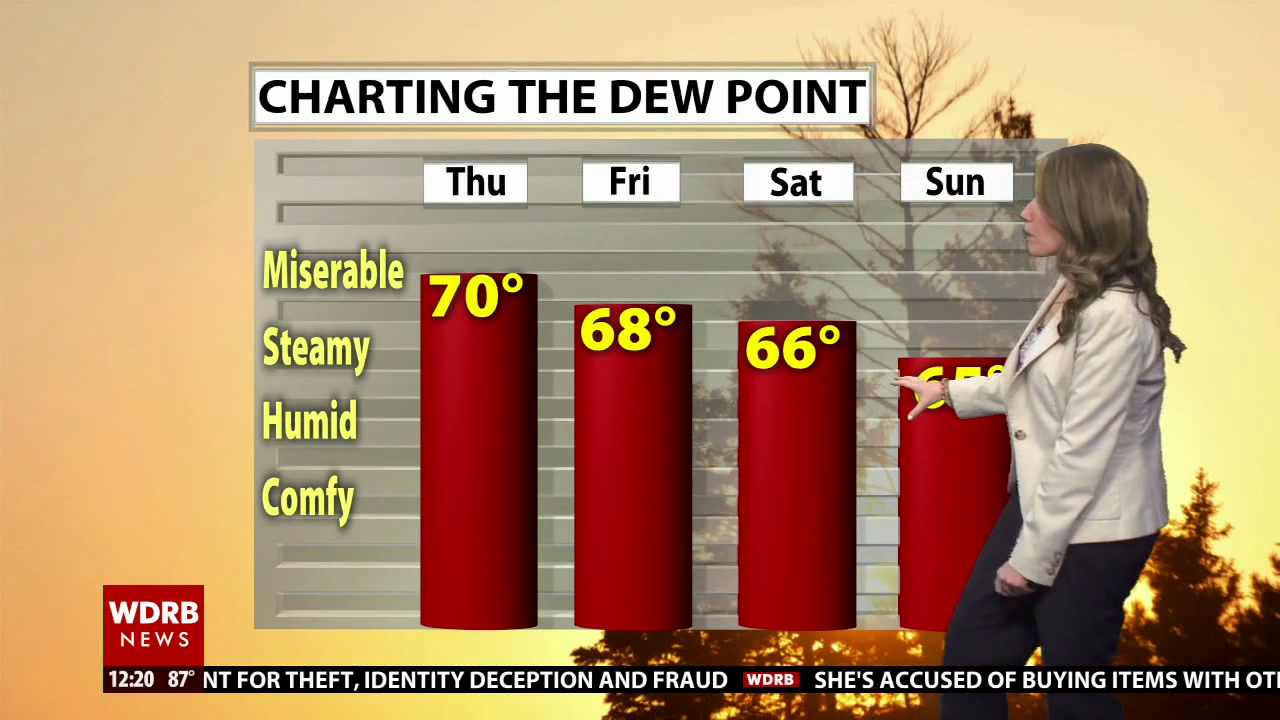 CHARTING THE DEW POINT
Thu Fri Sat Sun
Miserable
Steamy
Humid
Comfy
70° 68° 66° 65°
WDRB
NEWS
12:20 87° NT FOR THEFT, IDENTITY DECEPTION AND FRAUD WDRB SHE'S ACCUSED OF BUYING ITEMS WITH OT